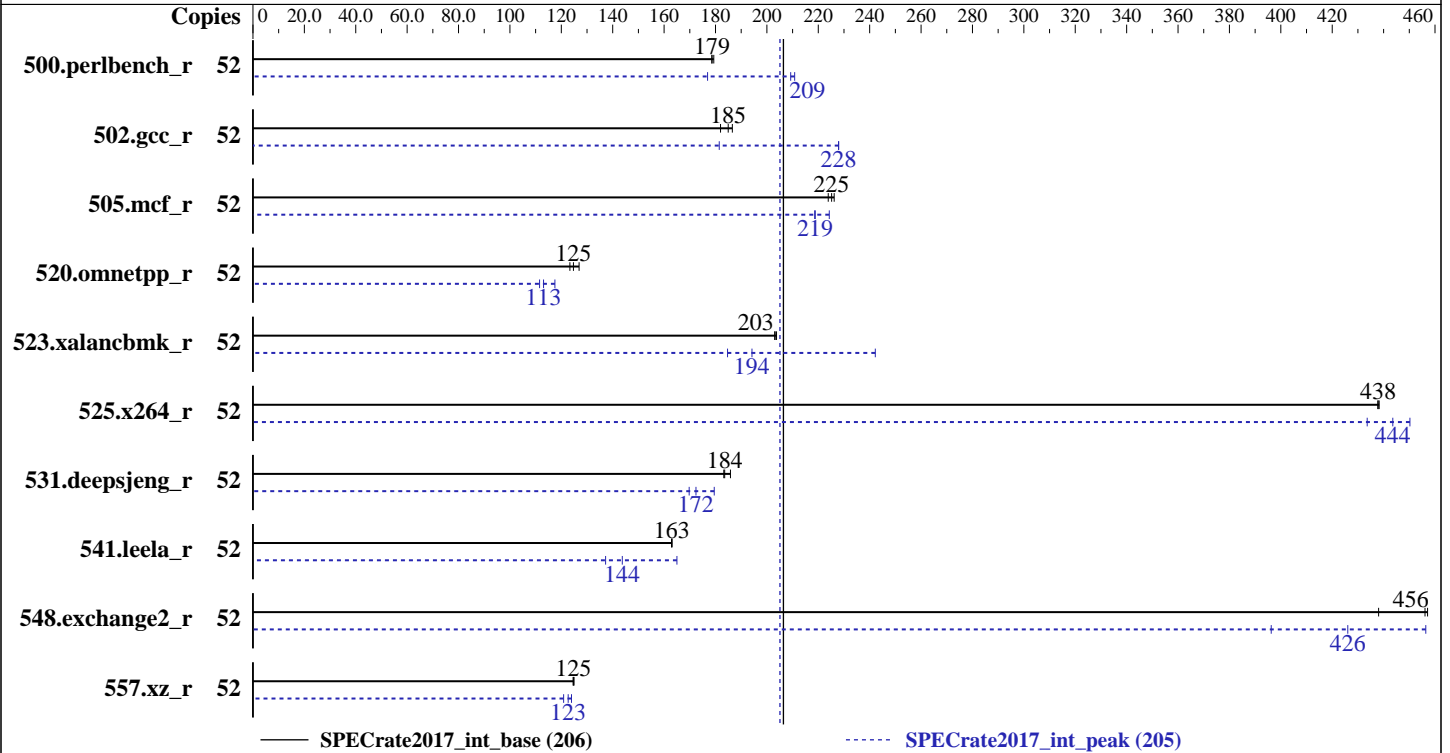 Copies 0 20.0 40.0 60.0 80.0 100 120 140 160 180 200 220 240 260 280 300 320 340 360 380 400 420 460
179
500.perlbench_r 52
209
185
502.gcc_r 52
228
225
505.mcf_r 52
219
125
520.omnetpp_r 52
113
203
523.xalancbmk_r 52
194
438
525.x264_r 52
444
184
531.deepsjeng_r 52
172
163
541.leela_r 52
144
456
548.exchange2_r 52
426
125
557.xz_r 52
123
SPECrate2017_int_base (206) SPECrate2017_int_peak (205)